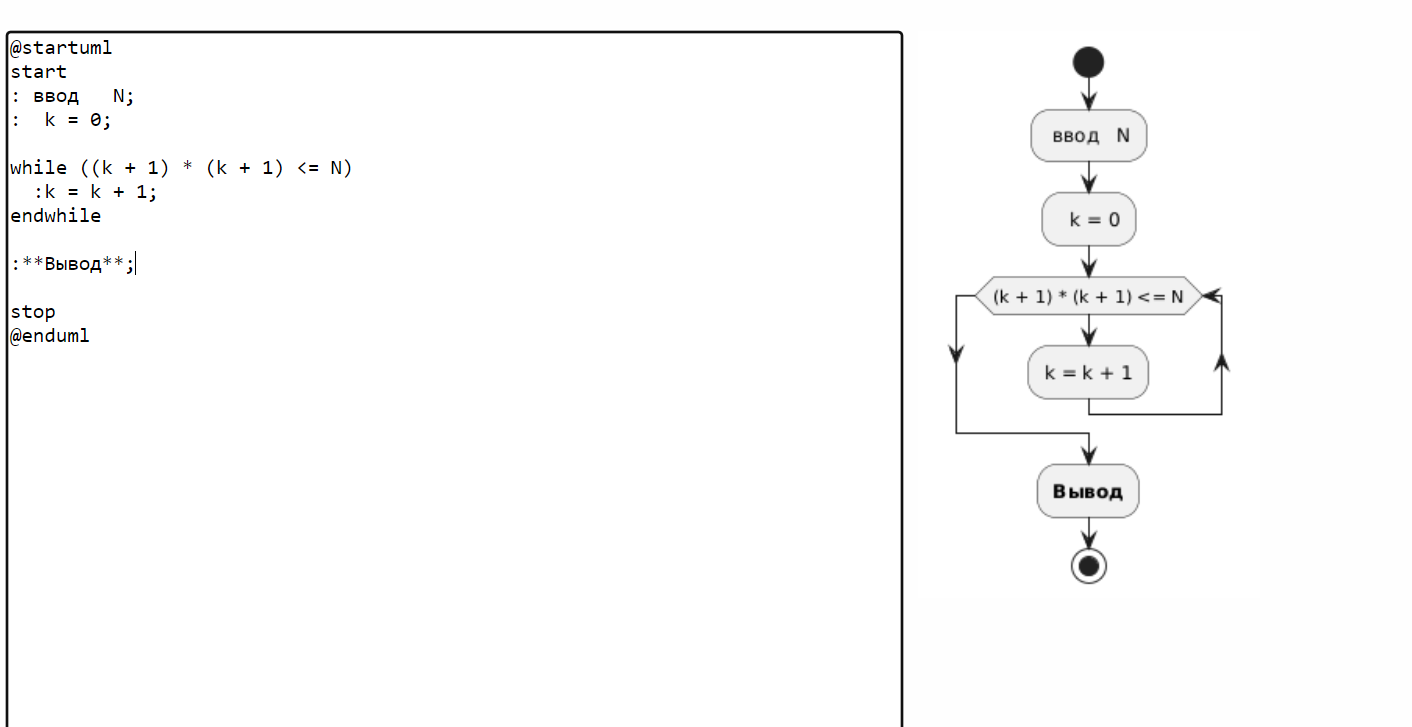 @startuml
start
: ввод   N;
:  k = 0;
while ((k + 1) * (k + 1) <= N)
  :k = k + 1;
endwhile
:**Вывод**;
stop
@enduml
ввод   N
k = 0
(k + 1) * (k + 1) <= N
k = k + 1
Вывод